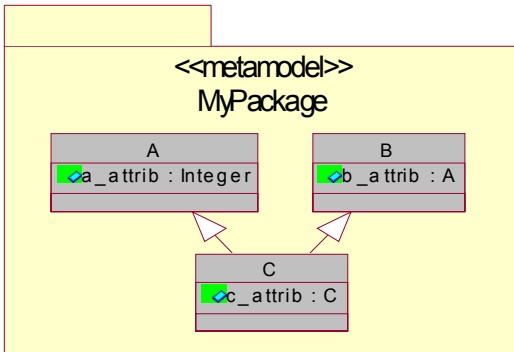 <<metamodel>>
MyPackage
A
a_attrib : Integer
B
b_attrib : A
C
c_attrib : C